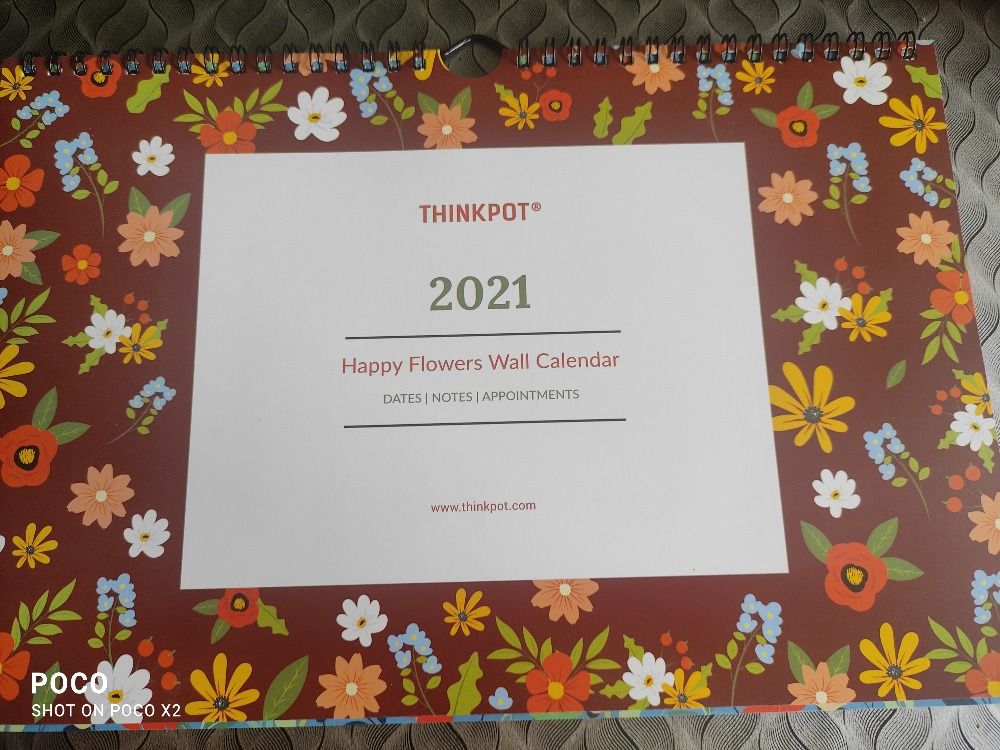 THINKPOT®
2021
Happy Flowers Wall Calendar
DATES | NOTES | APPOINTMENTS
www.thinkpot.com
POCO
SHOT ON POCO X2